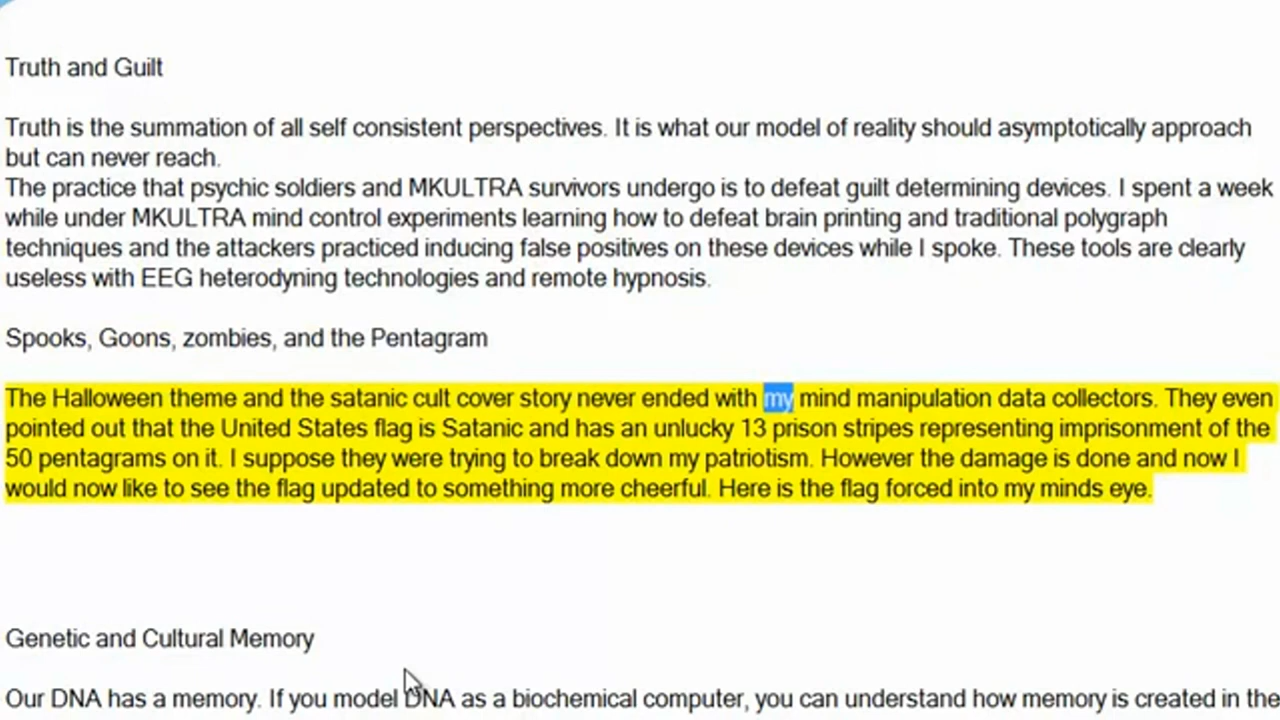 Truth and Guilt
Truth is the summation of all self consistent perspectives. It is what our model of reality should asymptotically approach
but can never reach.
The practice that psychic soldiers and MKULTRA survivors undergo is to defeat guilt determining devices. I spent a week
while under MKULTRA mind control experiments learning how to defeat brain printing and traditional polygraph
techniques and the attackers practiced inducing false positives on these devices while I spoke. These tools are clearly
useless with EEG heterodyning technologies and remote hypnosis.
Spooks, Goons, zombies, and the Pentagram
The Halloween theme and the satanic cult cover story never ended with my mind manipulation data collectors. They even
pointed out that the United States flag is Satanic and has an unlucky 13 prison stripes representing imprisonment of the
50 pentagrams on it. I suppose they were trying to break down my patriotism. However the damage is done and now I
would now like to see the flag updated to something more cheerful. Here is the flag forced into my minds eye.
Genetic and Cultural Memory
Our DNA has a memory. If you model DNA as a biochemical computer, you can understand how memory is created in the